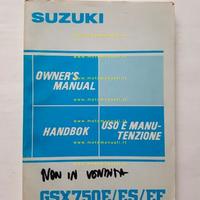 SUZUKI
OWNER'S
MANUAL
HANDBOK
USO E MANU-
TENZIONE
NON IN VENDITA
GSX750E/ES/EF